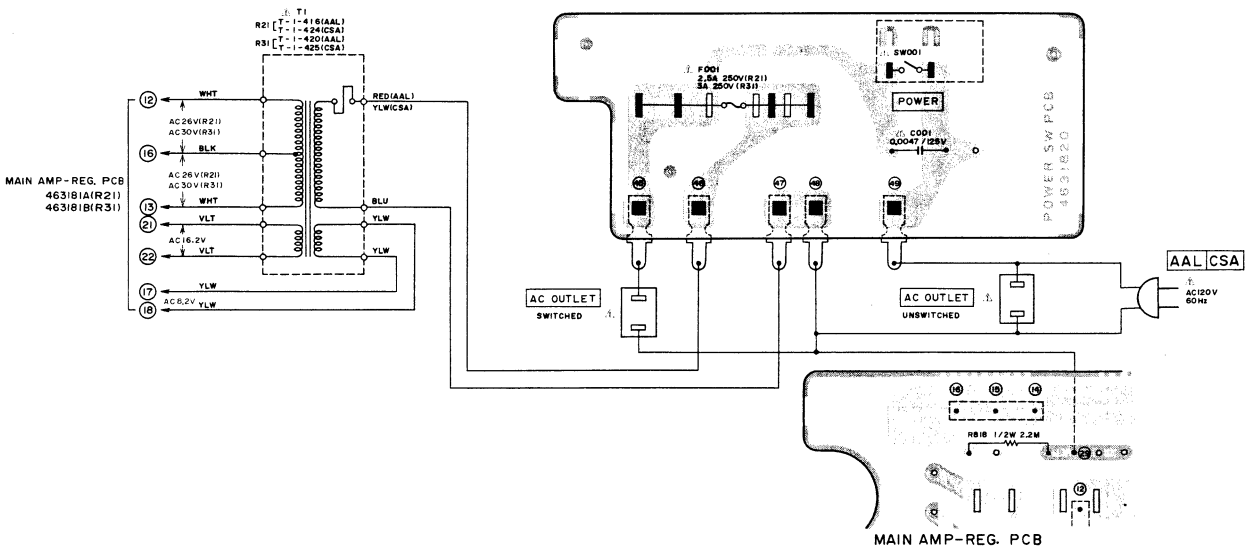 ⚠ T1
R21 [ T-1-416(AAL)
T-1-424(CSA)
R31 [ T-1-420(AAL)
T-1-425(CSA)
12 WHT
AC26V(R21)
AC30V(R31)
16 BLK
AC26V(R21)
AC30V(R31)
13 WHT
21 VLT
AC16.2V
22 VLT
17 YLW
AC8.2V
18 YLW
MAIN AMP-REG. PCB
463181A(R21)
463181B(R31)
RED(AAL)
YLW(CSA)
BLU
YLW
YLW
⚠ F001
2.5A 250V(R21)
3A 250V(R31)
⚠ SW001
POWER
⚠ C001
0.0047/125V
POWER SW PCB
4631820
46
47
48
49
AC OUTLET
SWITCHED
⚠
AC OUTLET
UNSWITCHED
⚠
AAL CSA
⚠
AC120V
60Hz
16 15 14
R818 1/2W 2.2M
29
12
MAIN AMP-REG. PCB